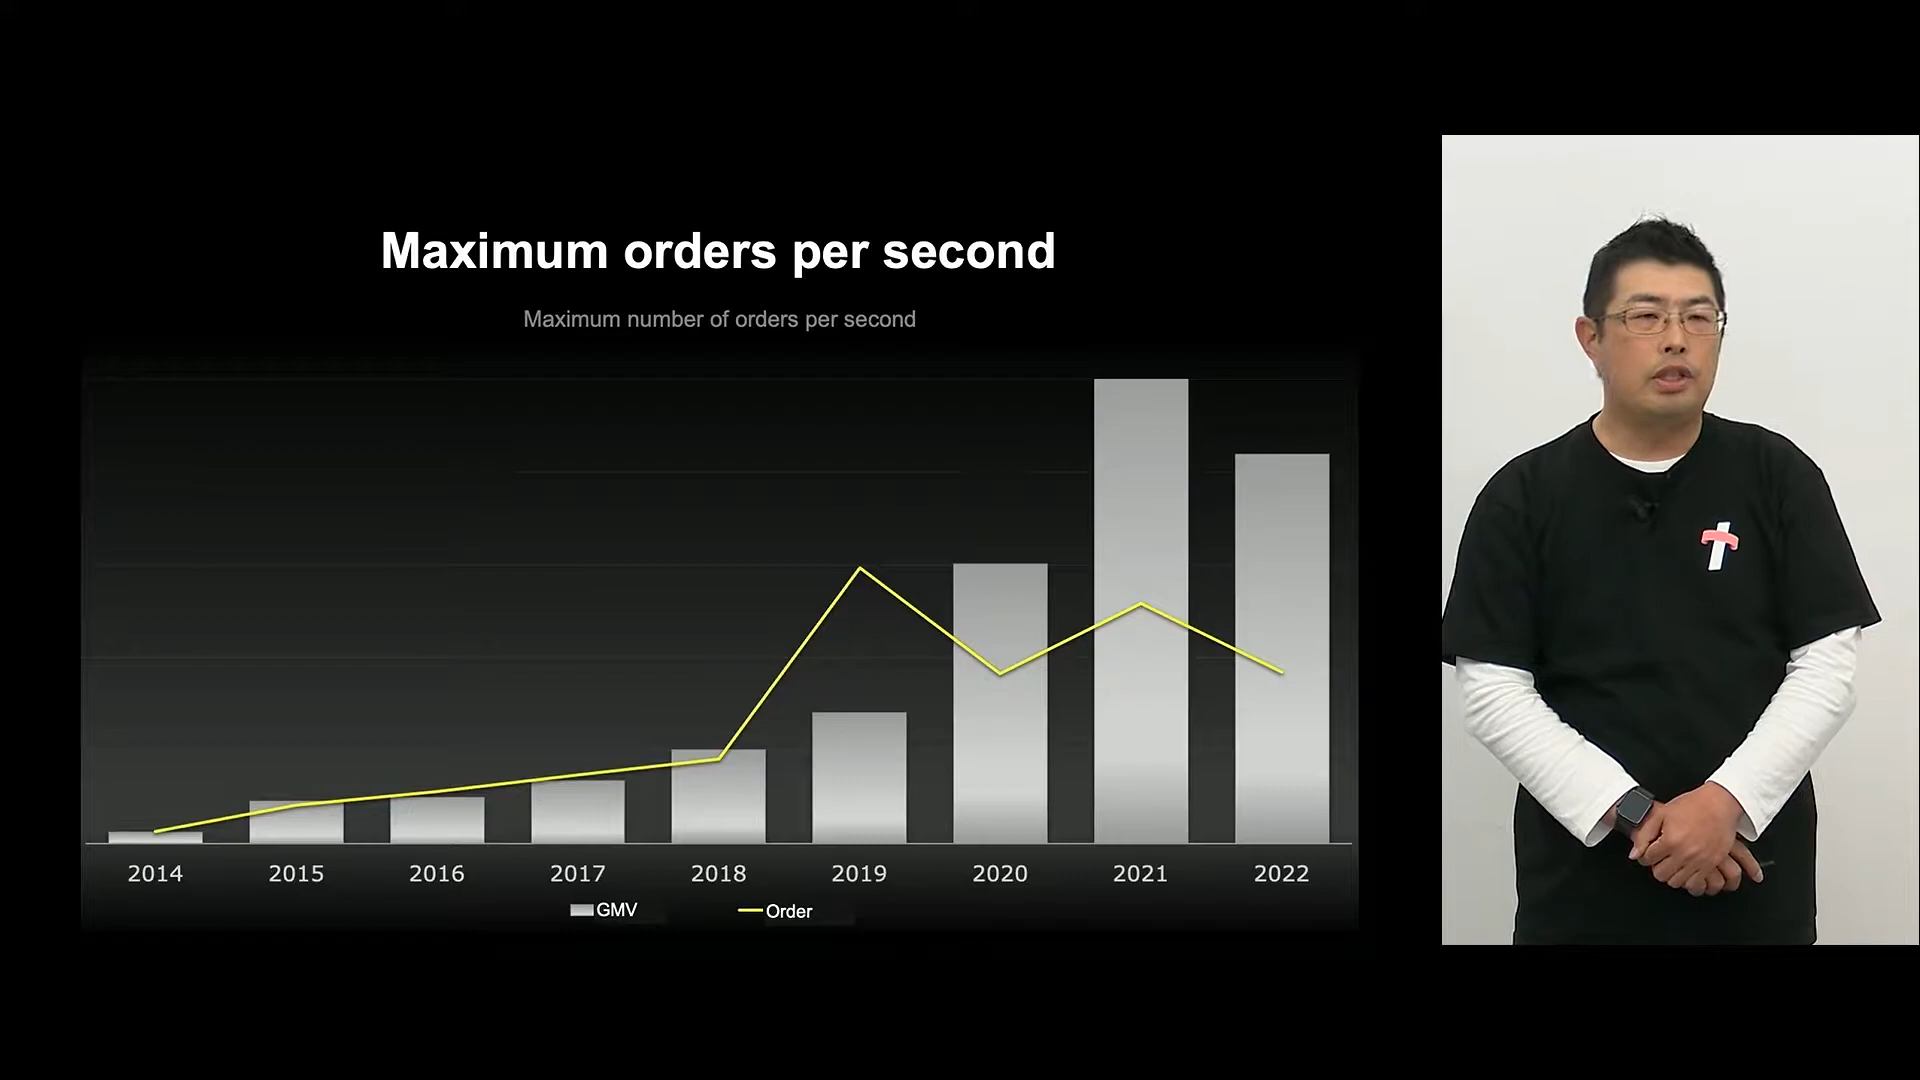 Maximum orders per second
Maximum number of orders per second
2014 2015 2016 2017 2018 2019 2020 2021 2022
GMV Order